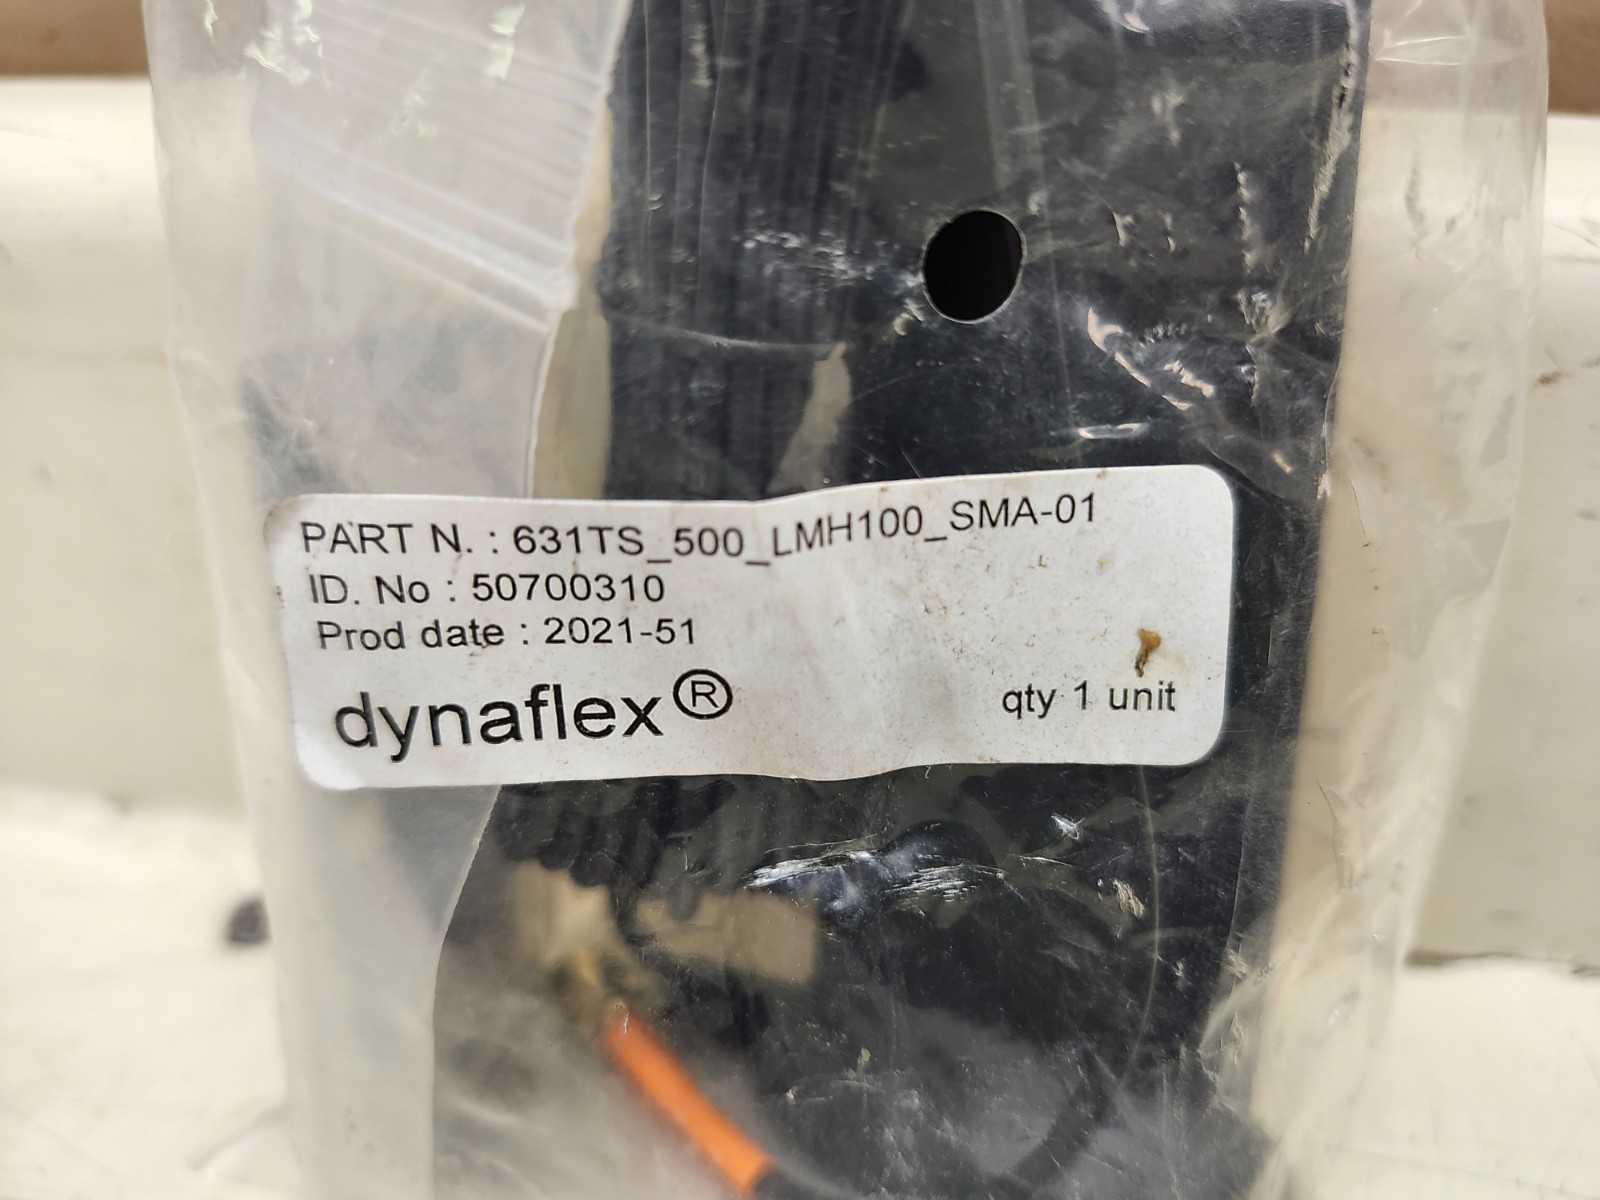 PART N. : 631TS_500_LMH100_SMA-01
ID. No : 50700310
Prod date : 2021-51
dynaflex®
qty 1 unit